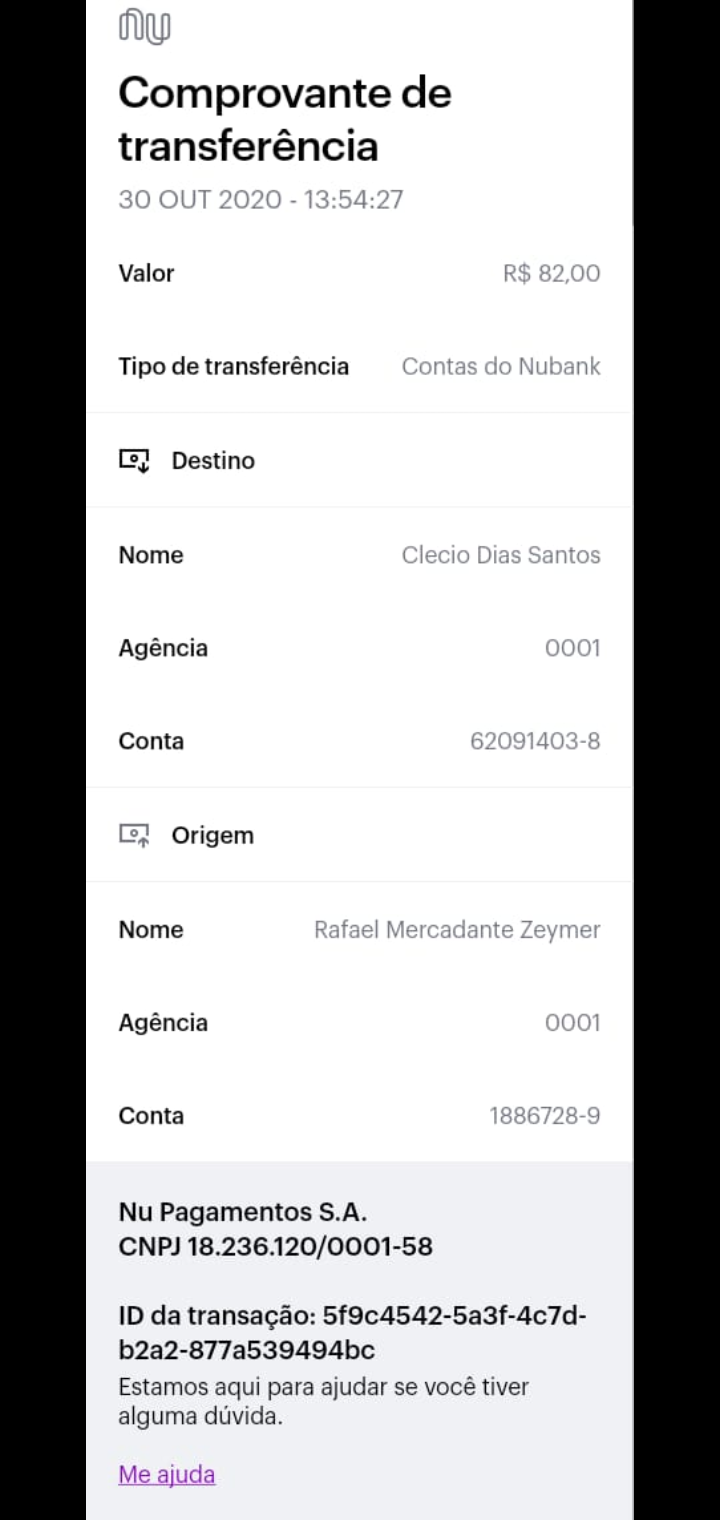 nu
Comprovante de
transferência
30 OUT 2020 - 13:54:27
Valor R$ 82,00
Tipo de transferência Contas do Nubank
Destino
Nome Clecio Dias Santos
Agência 0001
Conta 62091403-8
Origem
Nome Rafael Mercadante Zeymer
Agência 0001
Conta 1886728-9
Nu Pagamentos S.A.
CNPJ 18.236.120/0001-58
ID da transação: 5f9c4542-5a3f-4c7d-
b2a2-877a539494bc
Estamos aqui para ajudar se você tiver
alguma dúvida.
Me ajuda